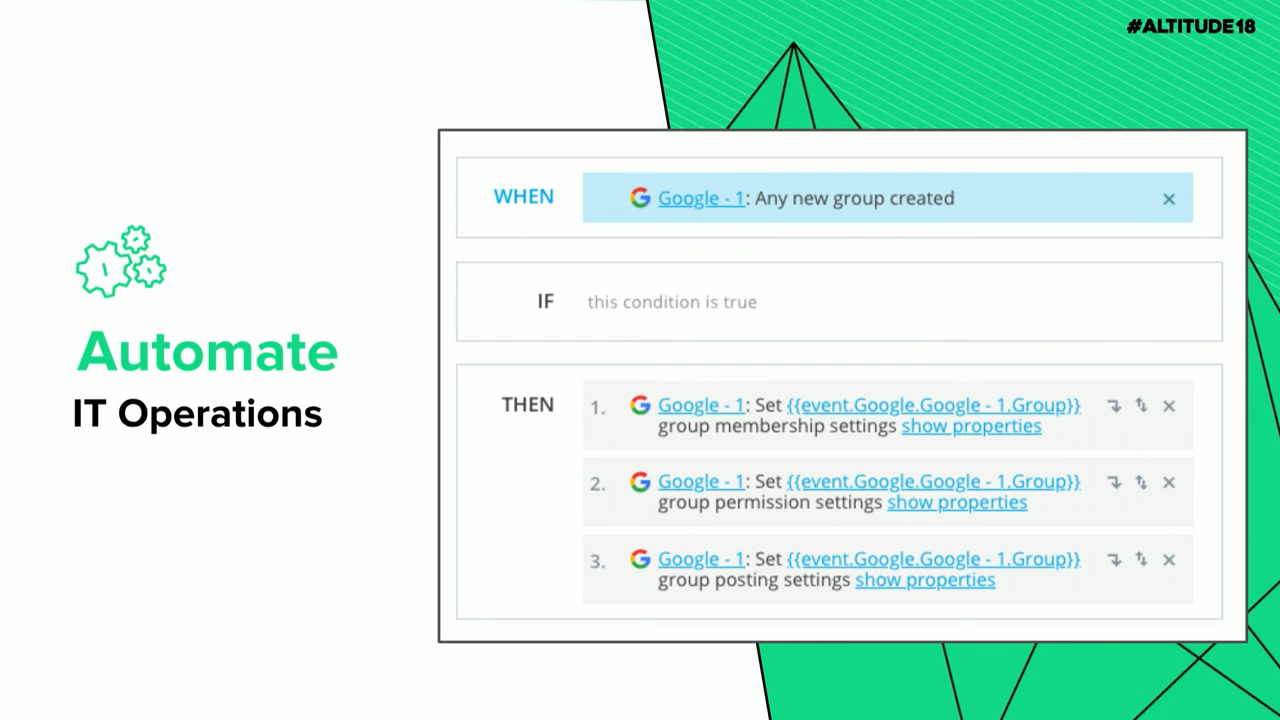 #ALTITUDE18
Automate
IT Operations
WHEN
Google - 1: Any new group created
IF
this condition is true
THEN
1.
Google - 1: Set {{event.Google.Google - 1.Group}}
group membership settings show properties
2.
Google - 1: Set {{event.Google.Google - 1.Group}}
group permission settings show properties
3.
Google - 1: Set {{event.Google.Google - 1.Group}}
group posting settings show properties